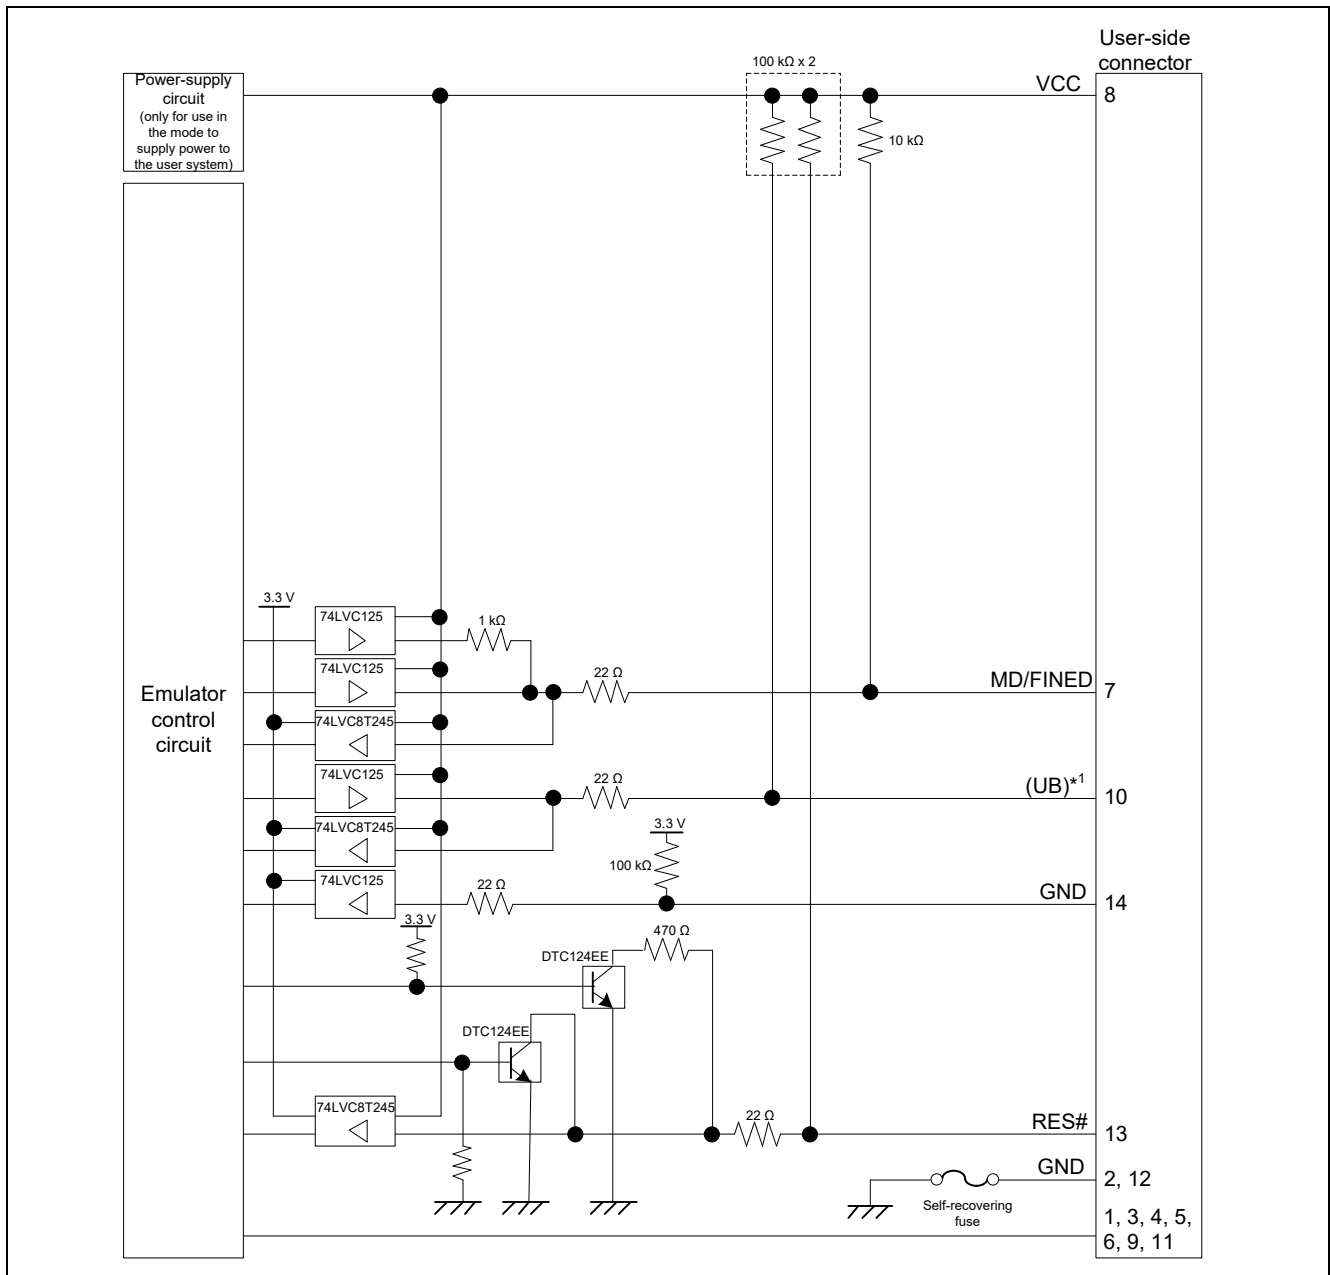 User-side
connector
Power-supply
circuit
(only for use in
the mode to
supply power to
the user system)
100 kΩ x 2
VCC
8
10 kΩ
3.3 V
74LVC125
1 kΩ
74LVC125
22 Ω
MD/FINED
7
Emulator
control
circuit
74LVC8T245
74LVC125
22 Ω
(UB)*1
10
74LVC8T245
3.3 V
100 kΩ
74LVC125
22 Ω
GND
14
3.3 V
470 Ω
DTC124EE
DTC124EE
74LVC8T245
22 Ω
RES#
13
GND
2, 12
Self-recovering
fuse
1, 3, 4, 5,
6, 9, 11